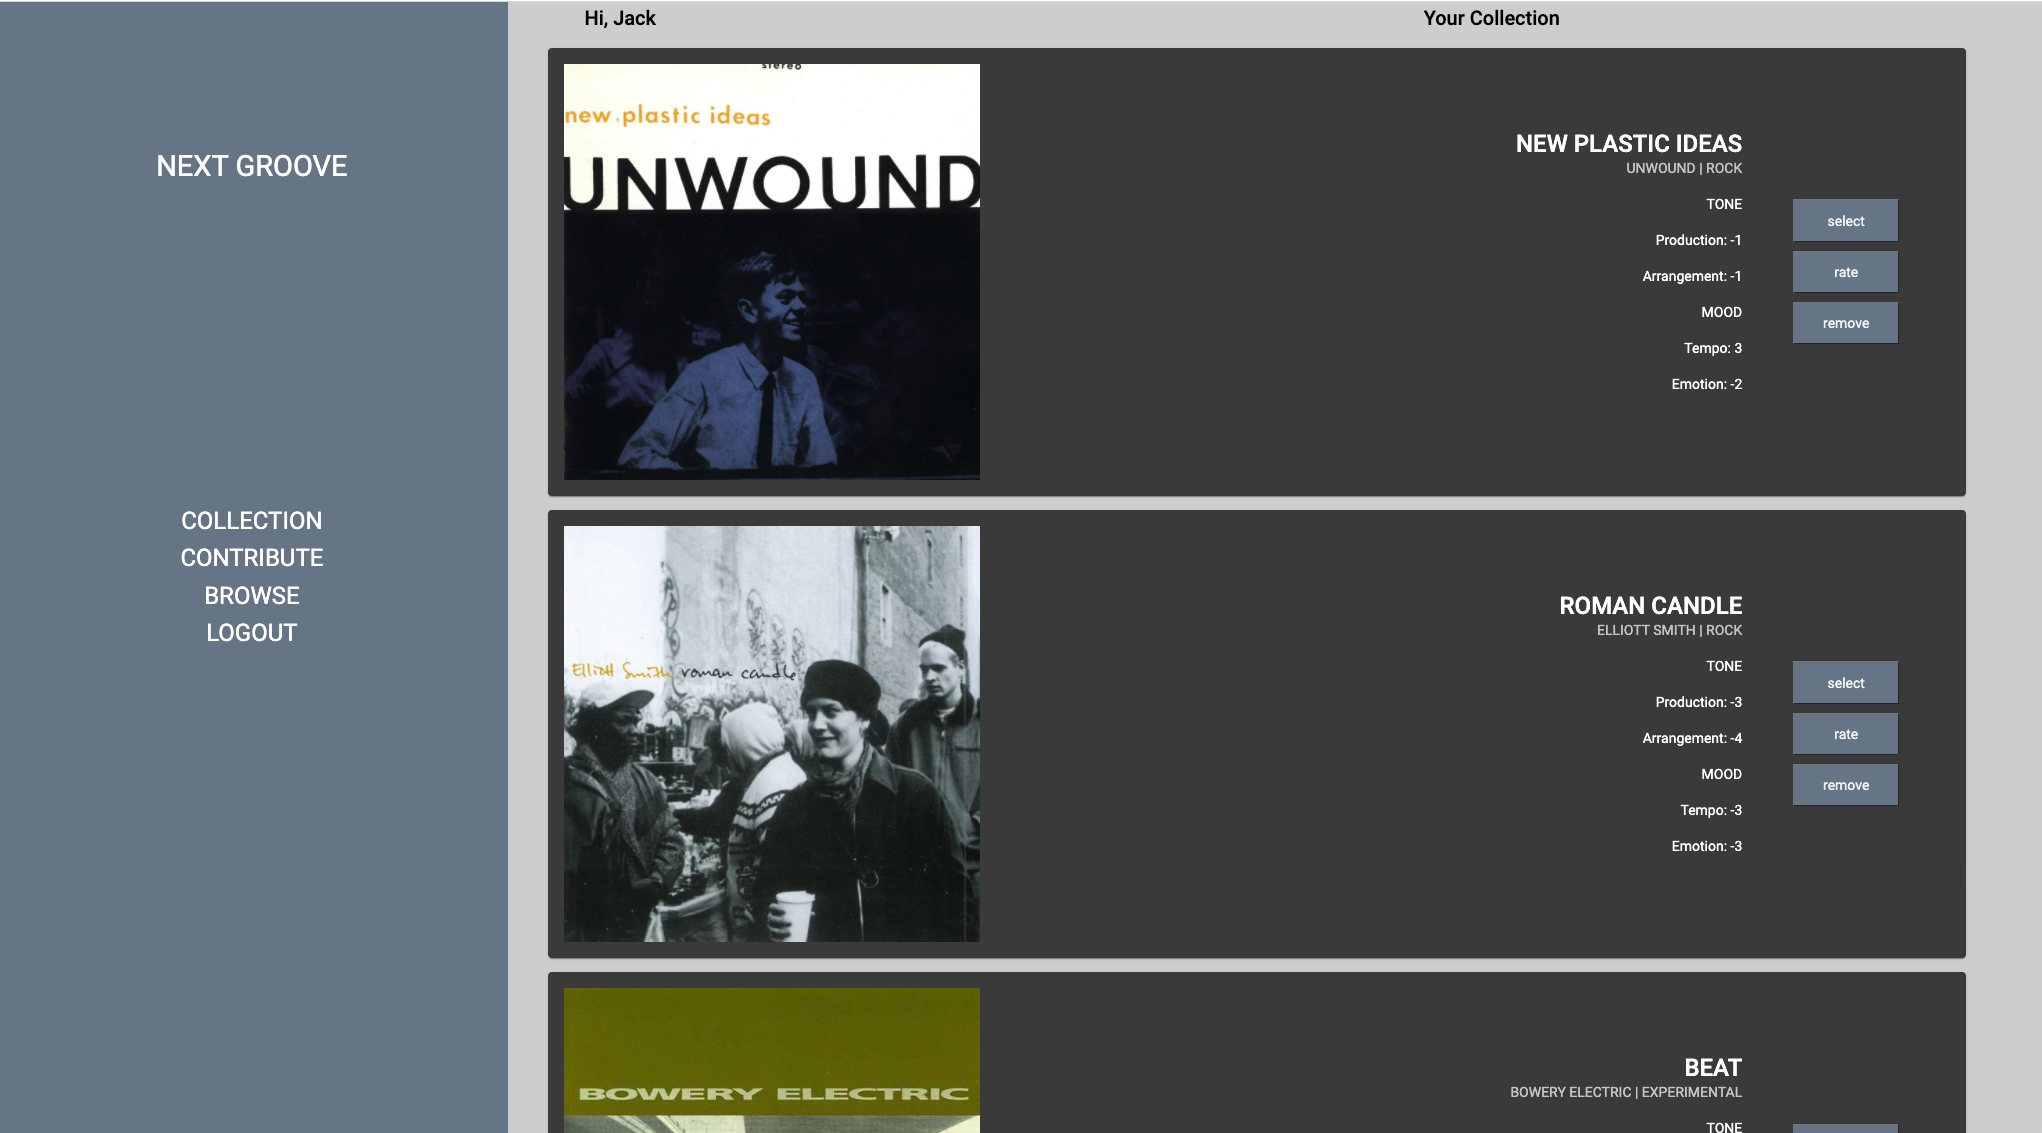 Hi, Jack
Your Collection
NEXT GROOVE
COLLECTION
CONTRIBUTE
BROWSE
LOGOUT
stereo
new plastic ideas
UNWOUND
NEW PLASTIC IDEAS
UNWOUND | ROCK
TONE
Production: -1
Arrangement: -1
MOOD
Tempo: 3
Emotion: -2
select
rate
remove
Elliott Smith roman candle
ROMAN CANDLE
ELLIOTT SMITH | ROCK
TONE
Production: -3
Arrangement: -4
MOOD
Tempo: -3
Emotion: -3
select
rate
remove
BOWERY ELECTRIC
BEAT
BOWERY ELECTRIC | EXPERIMENTAL
TONE